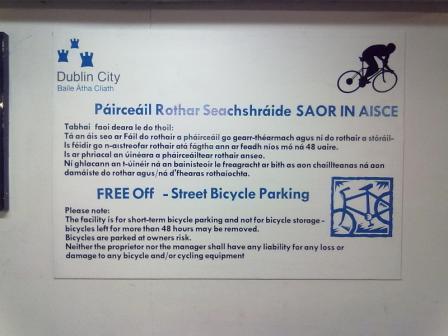 Dublin City
Baile Átha Cliath
Páirceáil Rothar Seachshráide SAOR IN AISCE
Tabhai faoi deara le do thoil:
Tá an áis seo ar Fáil do rothair a pháirceáil go gearr-théarmach agus ní do rothair a stóráil-
Is féidir go n-aistreofar rothair atá fágtha ann ar feadh níos mó ná 48 uaire.
Is ar phriacal an úinéara a pháirceáiltear rothair anseo.
Ní ghlacann an t-úinéir ná an bainisteoir le freagracht ar bith as aon chaillteanas ná aon
damáiste do rothar agus/ná d'fhearas rothaíochta.
FREE Off - Street Bicycle Parking
Please note:
The facility is for short-term bicycle parking and not for bicycle storage -
bicycles left for more than 48 hours may be removed.
Bicycles are parked at owners risk.
Neither the proprietor nor the manager shall have any liability for any loss or
damage to any bicycle and/or cycling equipment